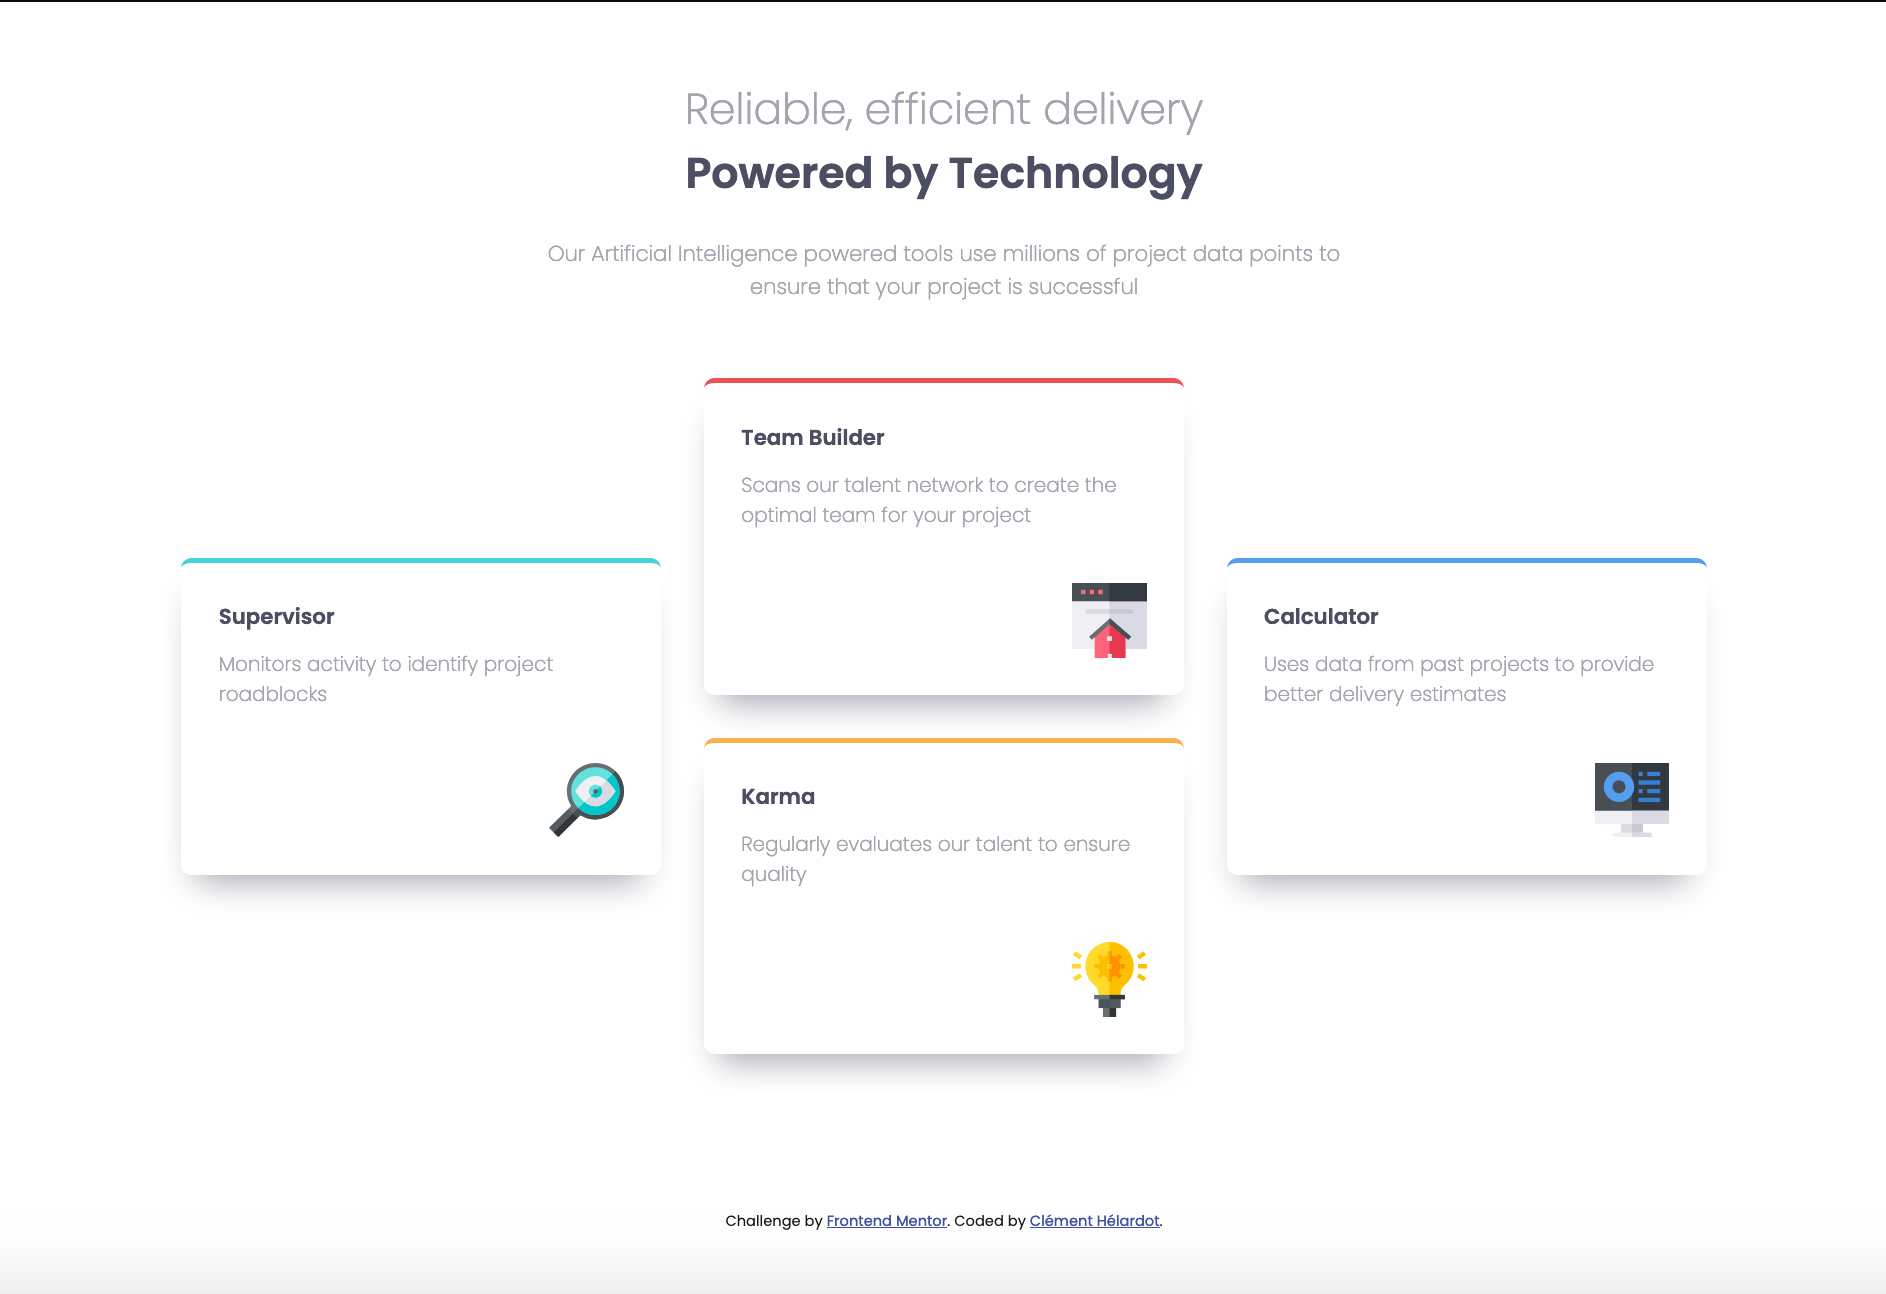 Reliable, efficient delivery
Powered by Technology
Our Artificial Intelligence powered tools use millions of project data points to
ensure that your project is successful
Supervisor
Monitors activity to identify project
roadblocks
Team Builder
Scans our talent network to create the
optimal team for your project
Karma
Regularly evaluates our talent to ensure
quality
Calculator
Uses data from past projects to provide
better delivery estimates
Challenge by Frontend Mentor. Coded by Clément Hélardot.